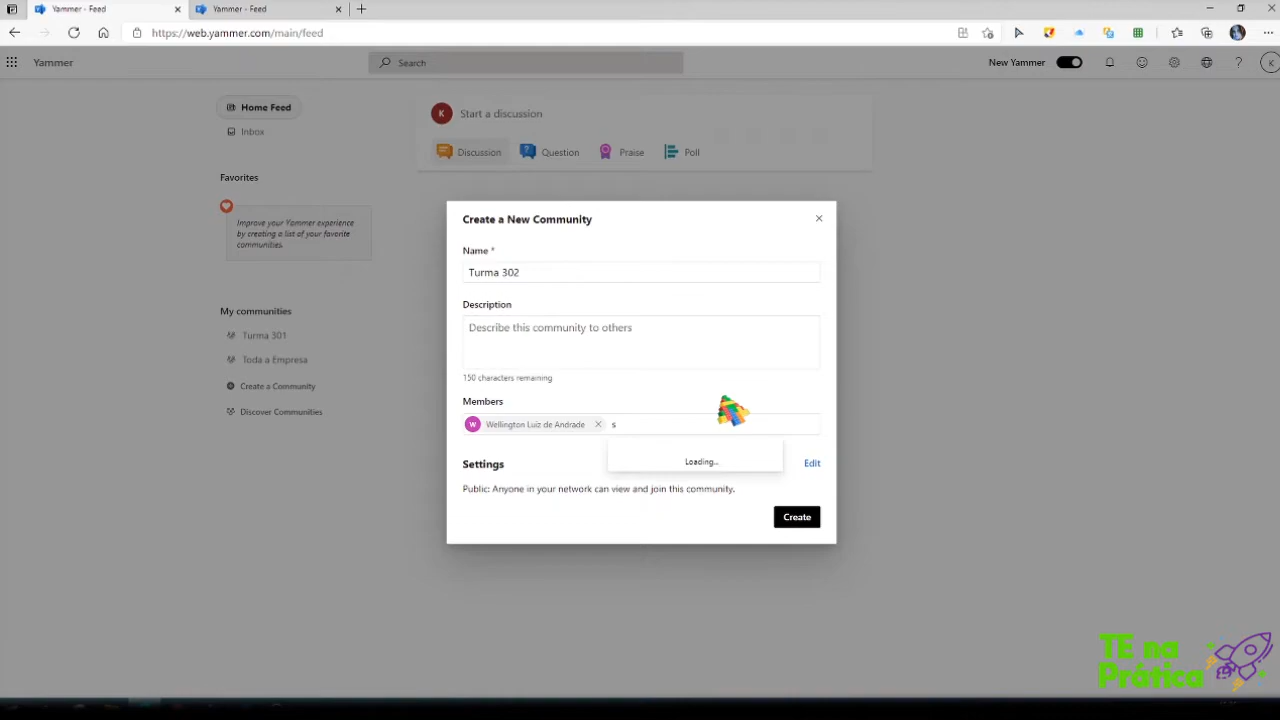 Yammer - Feed
Yammer - Feed
https://web.yammer.com/main/feed
Yammer
Search
New Yammer
K
Home Feed
Inbox
K
Start a discussion
Discussion
Question
Praise
Poll
Favorites
Improve your Yammer experience
by creating a list of your favorite
communities.
My communities
Turma 301
Toda a Empresa
Create a Community
Discover Communities
Create a New Community
Name *
Turma 302
Description
Describe this community to others
150 characters remaining
Members
W
Wellington Luiz de Andrade
s
Loading...
Settings
Edit
Public: Anyone in your network can view and join this community.
Create
TE na
Prática